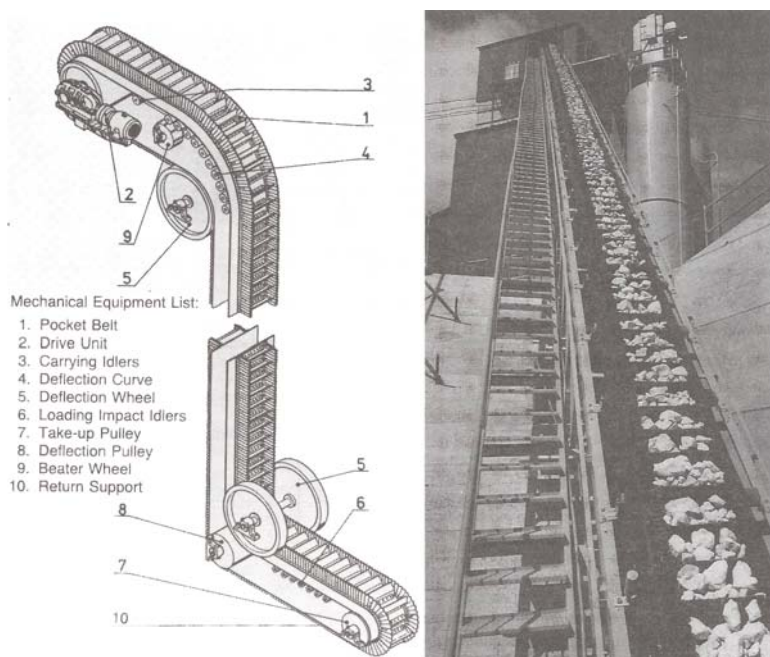 3
1
4
2
9
5
Mechanical Equipment List:
1. Pocket Belt
2. Drive Unit
3. Carrying Idlers
4. Deflection Curve
5. Deflection Wheel
6. Loading Impact Idlers
7. Take-up Pulley
8. Deflection Pulley
9. Beater Wheel
10. Return Support
5
6
8
7
10